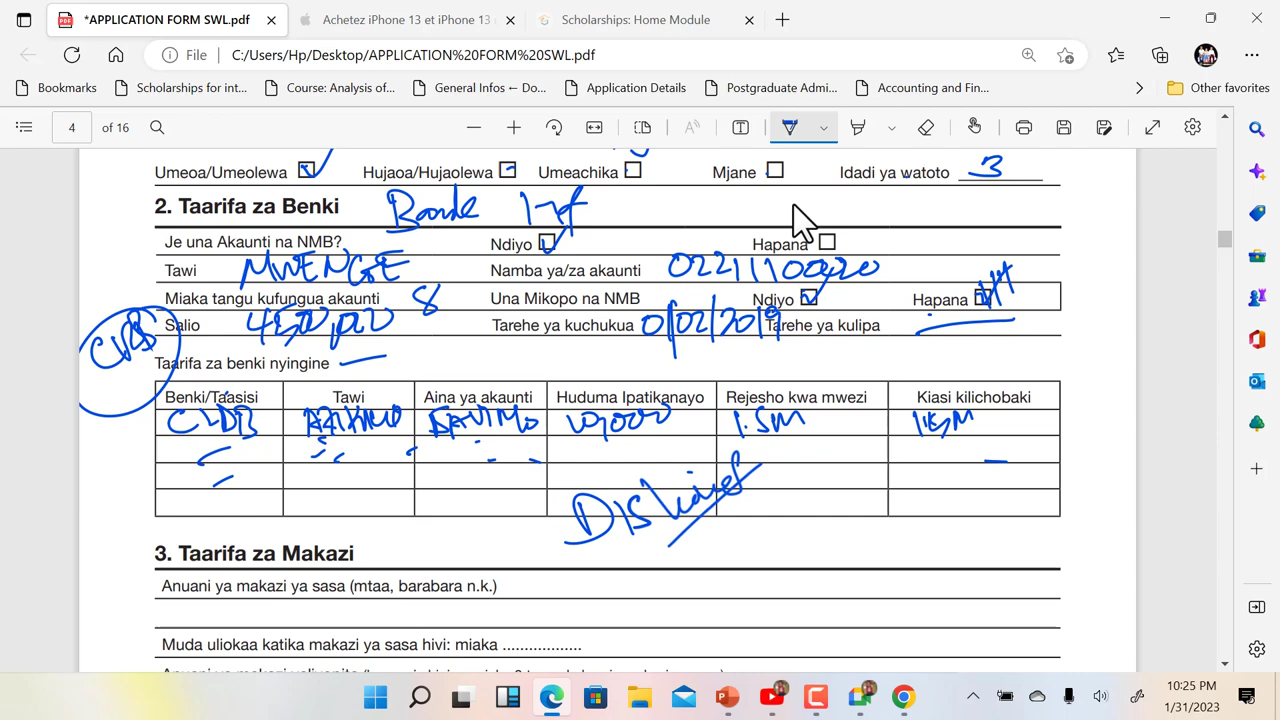 *APPLICATION FORM SWL.pdf
Achetez iPhone 13 et iPhone 13
Scholarships: Home Module
File C:/Users/Hp/Desktop/APPLICATION%20FORM%20SWL.pdf
Bookmarks Scholarships for int... Course: Analysis of... General Infos ← Do... Application Details Postgraduate Admi... Accounting and Fin... Other favorites
4 of 16
Umeoa/Umeolewa Hujaoa/Hujaolewa Umeachika Mjane Idadi ya watoto 3
2. Taarifa za Benki
Je una Akaunti na NMB? Ndiyo Hapana
Tawi MWENGE Namba ya/za akaunti
Miaka tangu kufungua akaunti 8 Una Mikopo na NMB Ndiyo Hapana
Salio Tarehe ya kuchukua 01/02/2019 Tarehe ya kulipa
Taarifa za benki nyingine
Benki/Taasisi Tawi Aina ya akaunti Huduma Ipatikanayo Rejesho kwa mwezi Kiasi kilichobaki
1.5M
3. Taarifa za Makazi
Anuani ya makazi ya sasa (mtaa, barabara n.k.)
Muda uliokaa katika makazi ya sasa hivi: miaka ..................
10:25 PM
1/31/2023